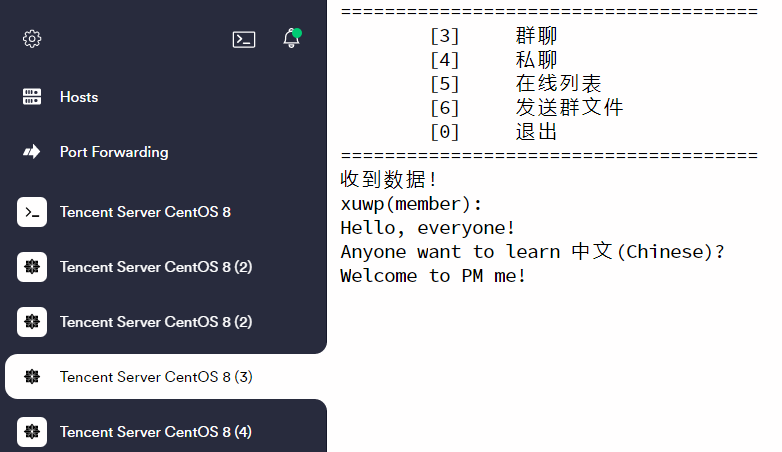 Hosts
Port Forwarding
Tencent Server CentOS 8
Tencent Server CentOS 8 (2)
Tencent Server CentOS 8 (2)
Tencent Server CentOS 8 (3)
Tencent Server CentOS 8 (4)
======================================
[3] 群聊
[4] 私聊
[5] 在线列表
[6] 发送群文件
[0] 退出
======================================
收到数据!
xuwp(member):
Hello, everyone!
Anyone want to learn 中文(Chinese)?
Welcome to PM me!